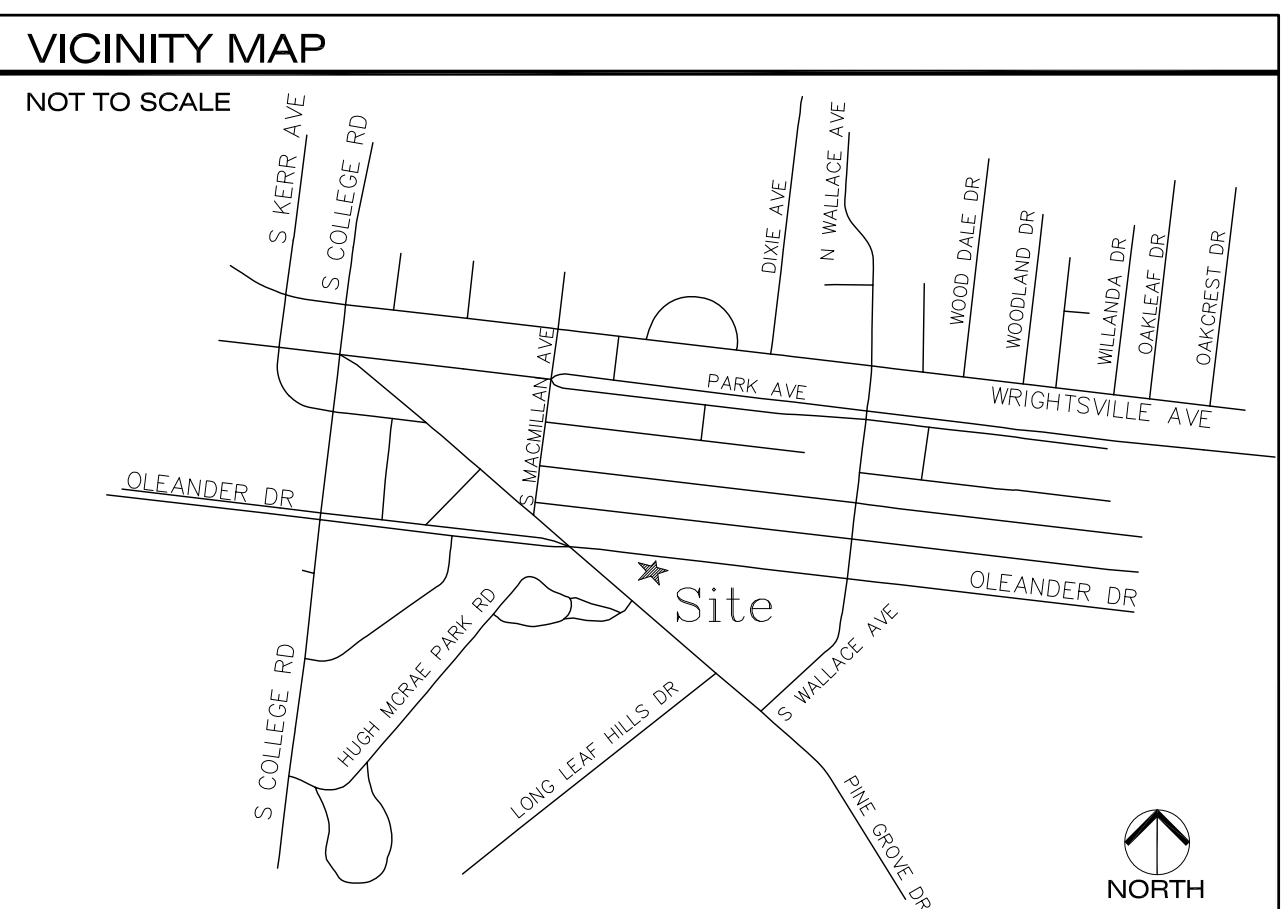 VICINITY MAP
NOT TO SCALE
S KERR AVE
S COLLEGE RD
DIXIE AVE
N WALLACE AVE
WOOD DALE DR
WOODLAND DR
WILLANDA DR
OAKLEAF DR
OAKCREST DR
S MACMILLAN AVE
PARK AVE
WRIGHTSVILLE AVE
OLEANDER DR
Site
OLEANDER DR
HUGH MCRAE PARK RD
S COLLEGE RD
LONG LEAF HILLS DR
S WALLACE AVE
PINE GROVE DR
NORTH